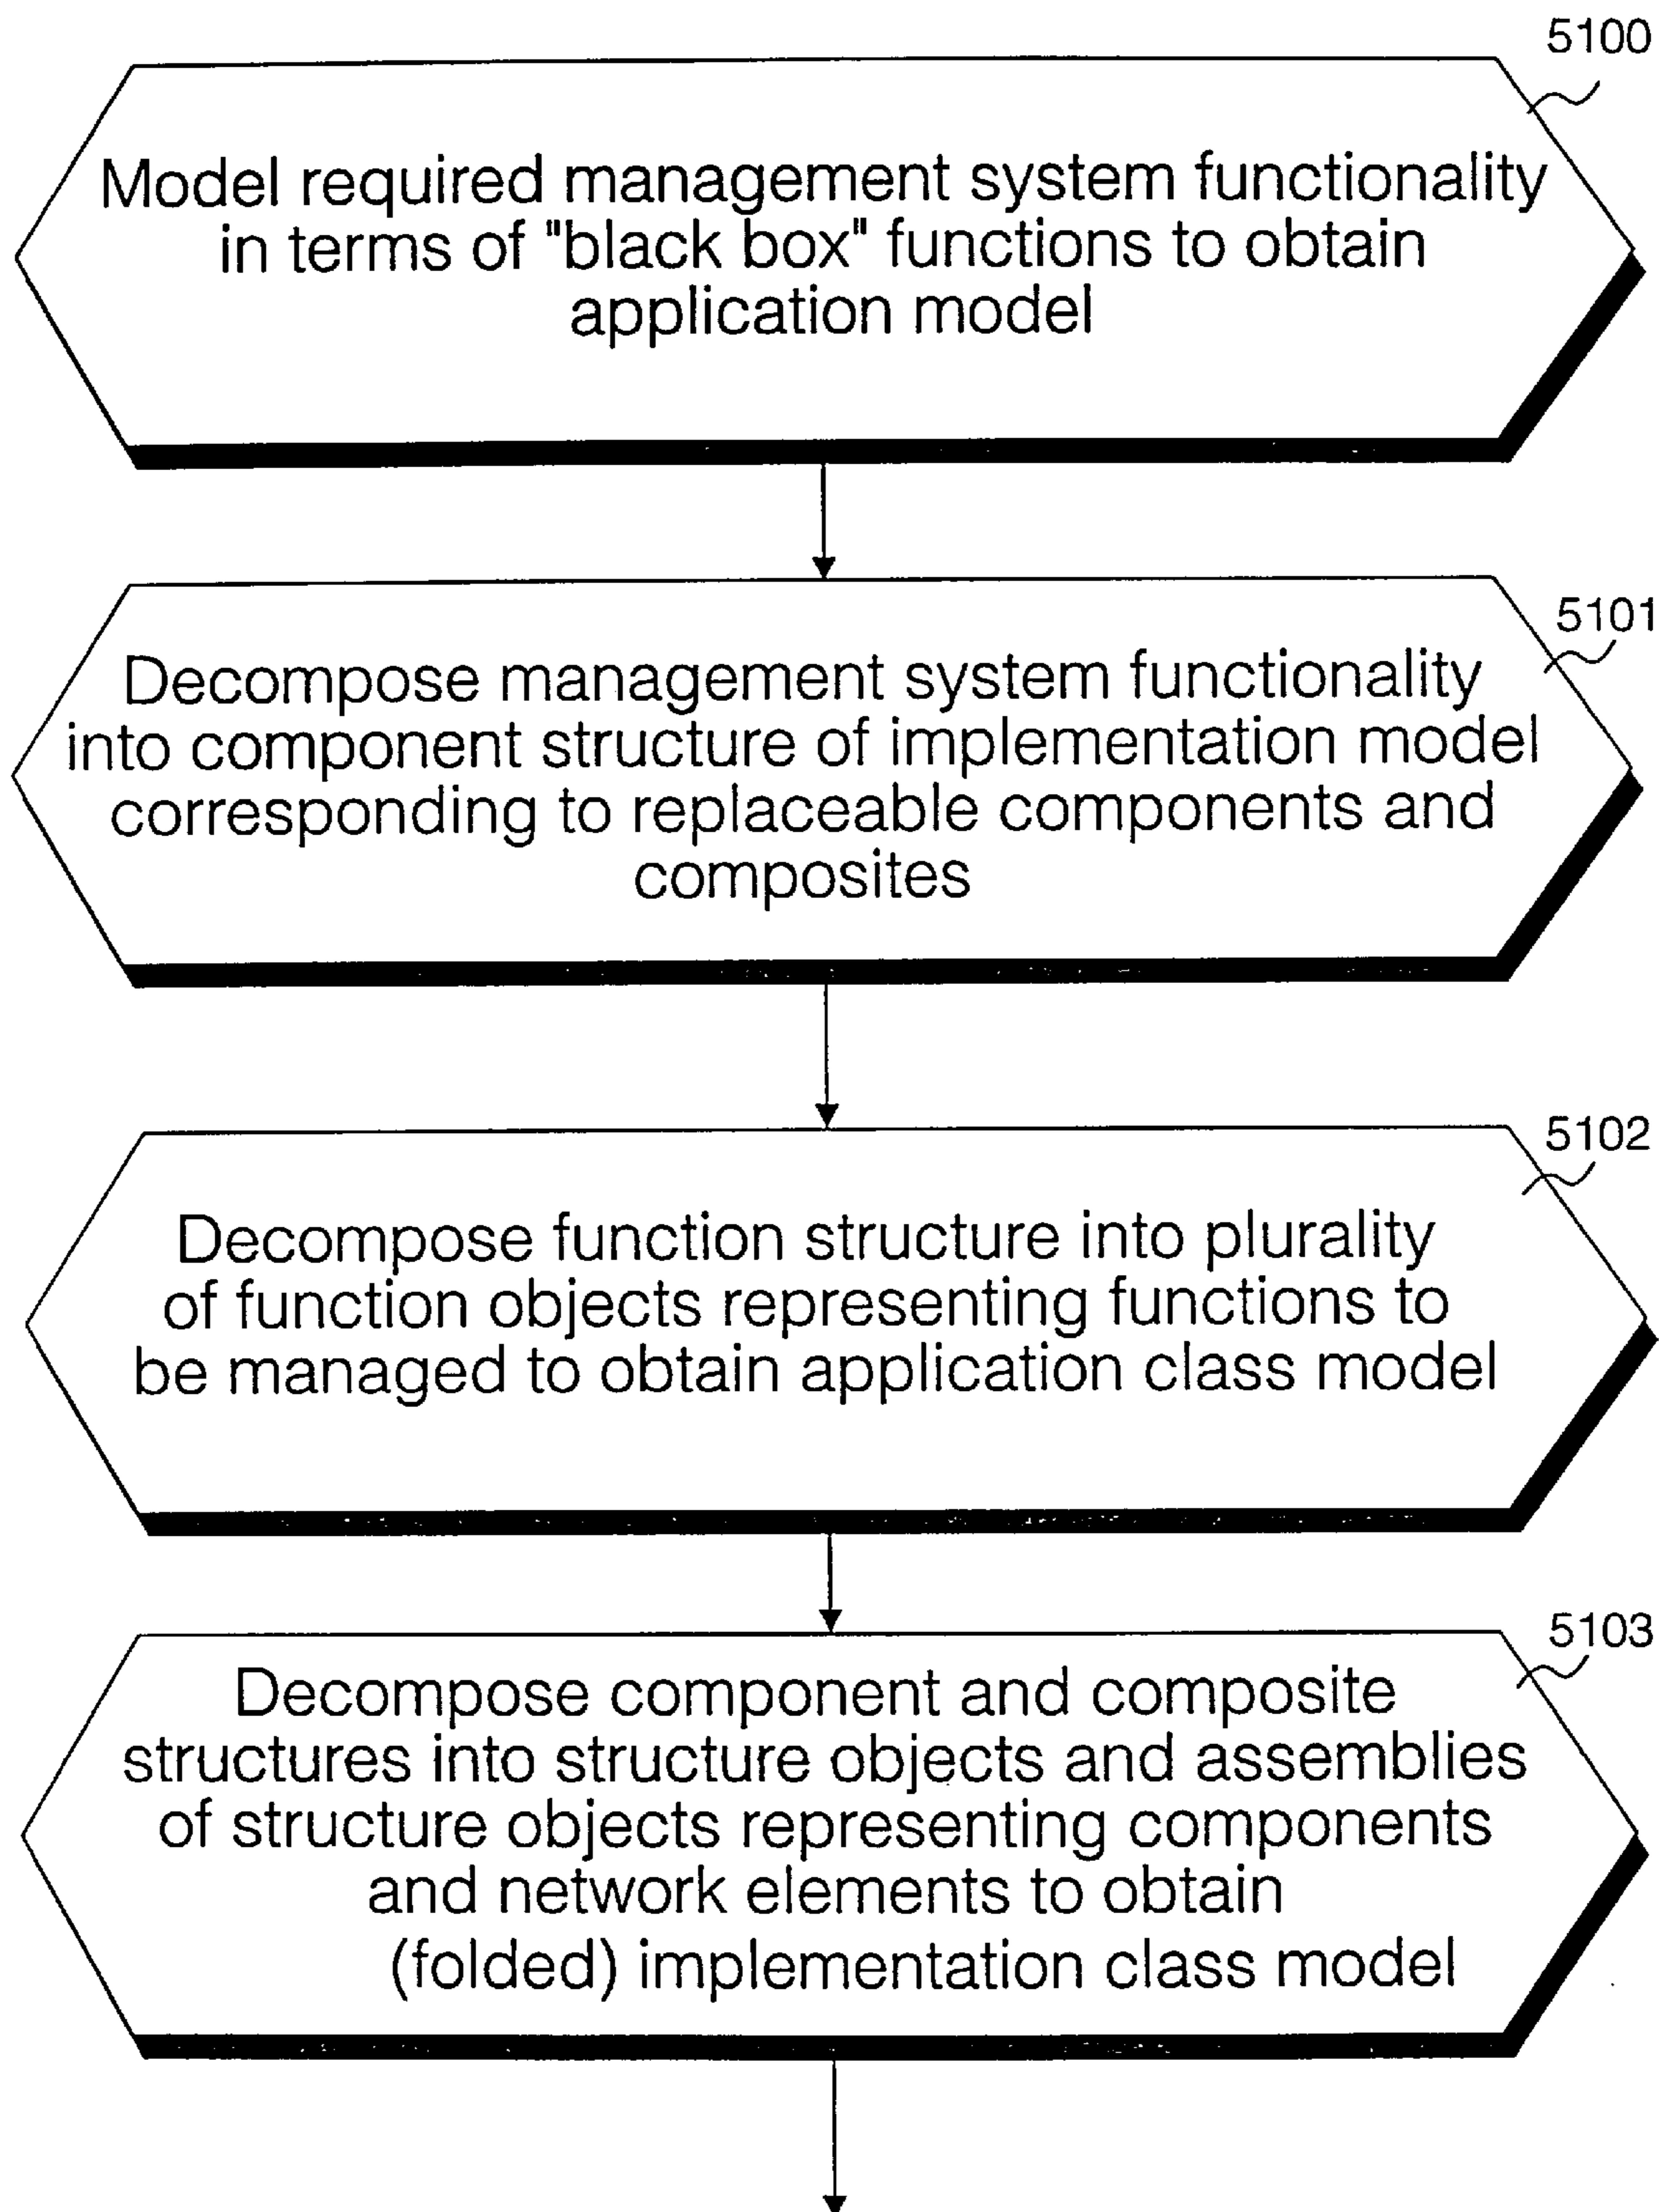 5100
Model required management system functionality
in terms of "black box" functions to obtain
application model
5101
Decompose management system functionality
into component structure of implementation model
corresponding to replaceable components and
composites
5102
Decompose function structure into plurality
of function objects representing functions to
be managed to obtain application class model
5103
Decompose component and composite
structures into structure objects and assemblies
of structure objects representing components
and network elements to obtain
(folded) implementation class model